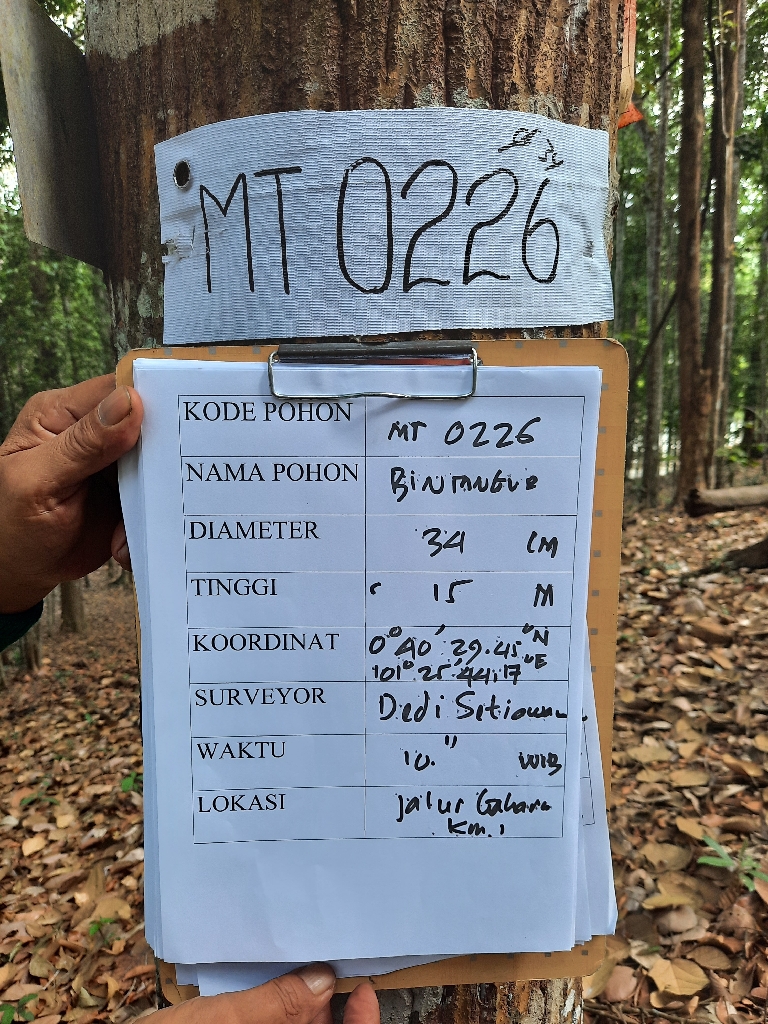 34
MT 0226
KODE POHON MT 0226
NAMA POHON BINTANGUR
DIAMETER 34 CM
TINGGI 15 M
KOORDINAT 0° 40' 29.45" N
101° 25' 44.17" E
SURVEYOR Dedi Setiawan
WAKTU 10." WIB
LOKASI Jalur Gaharu
Km. 1